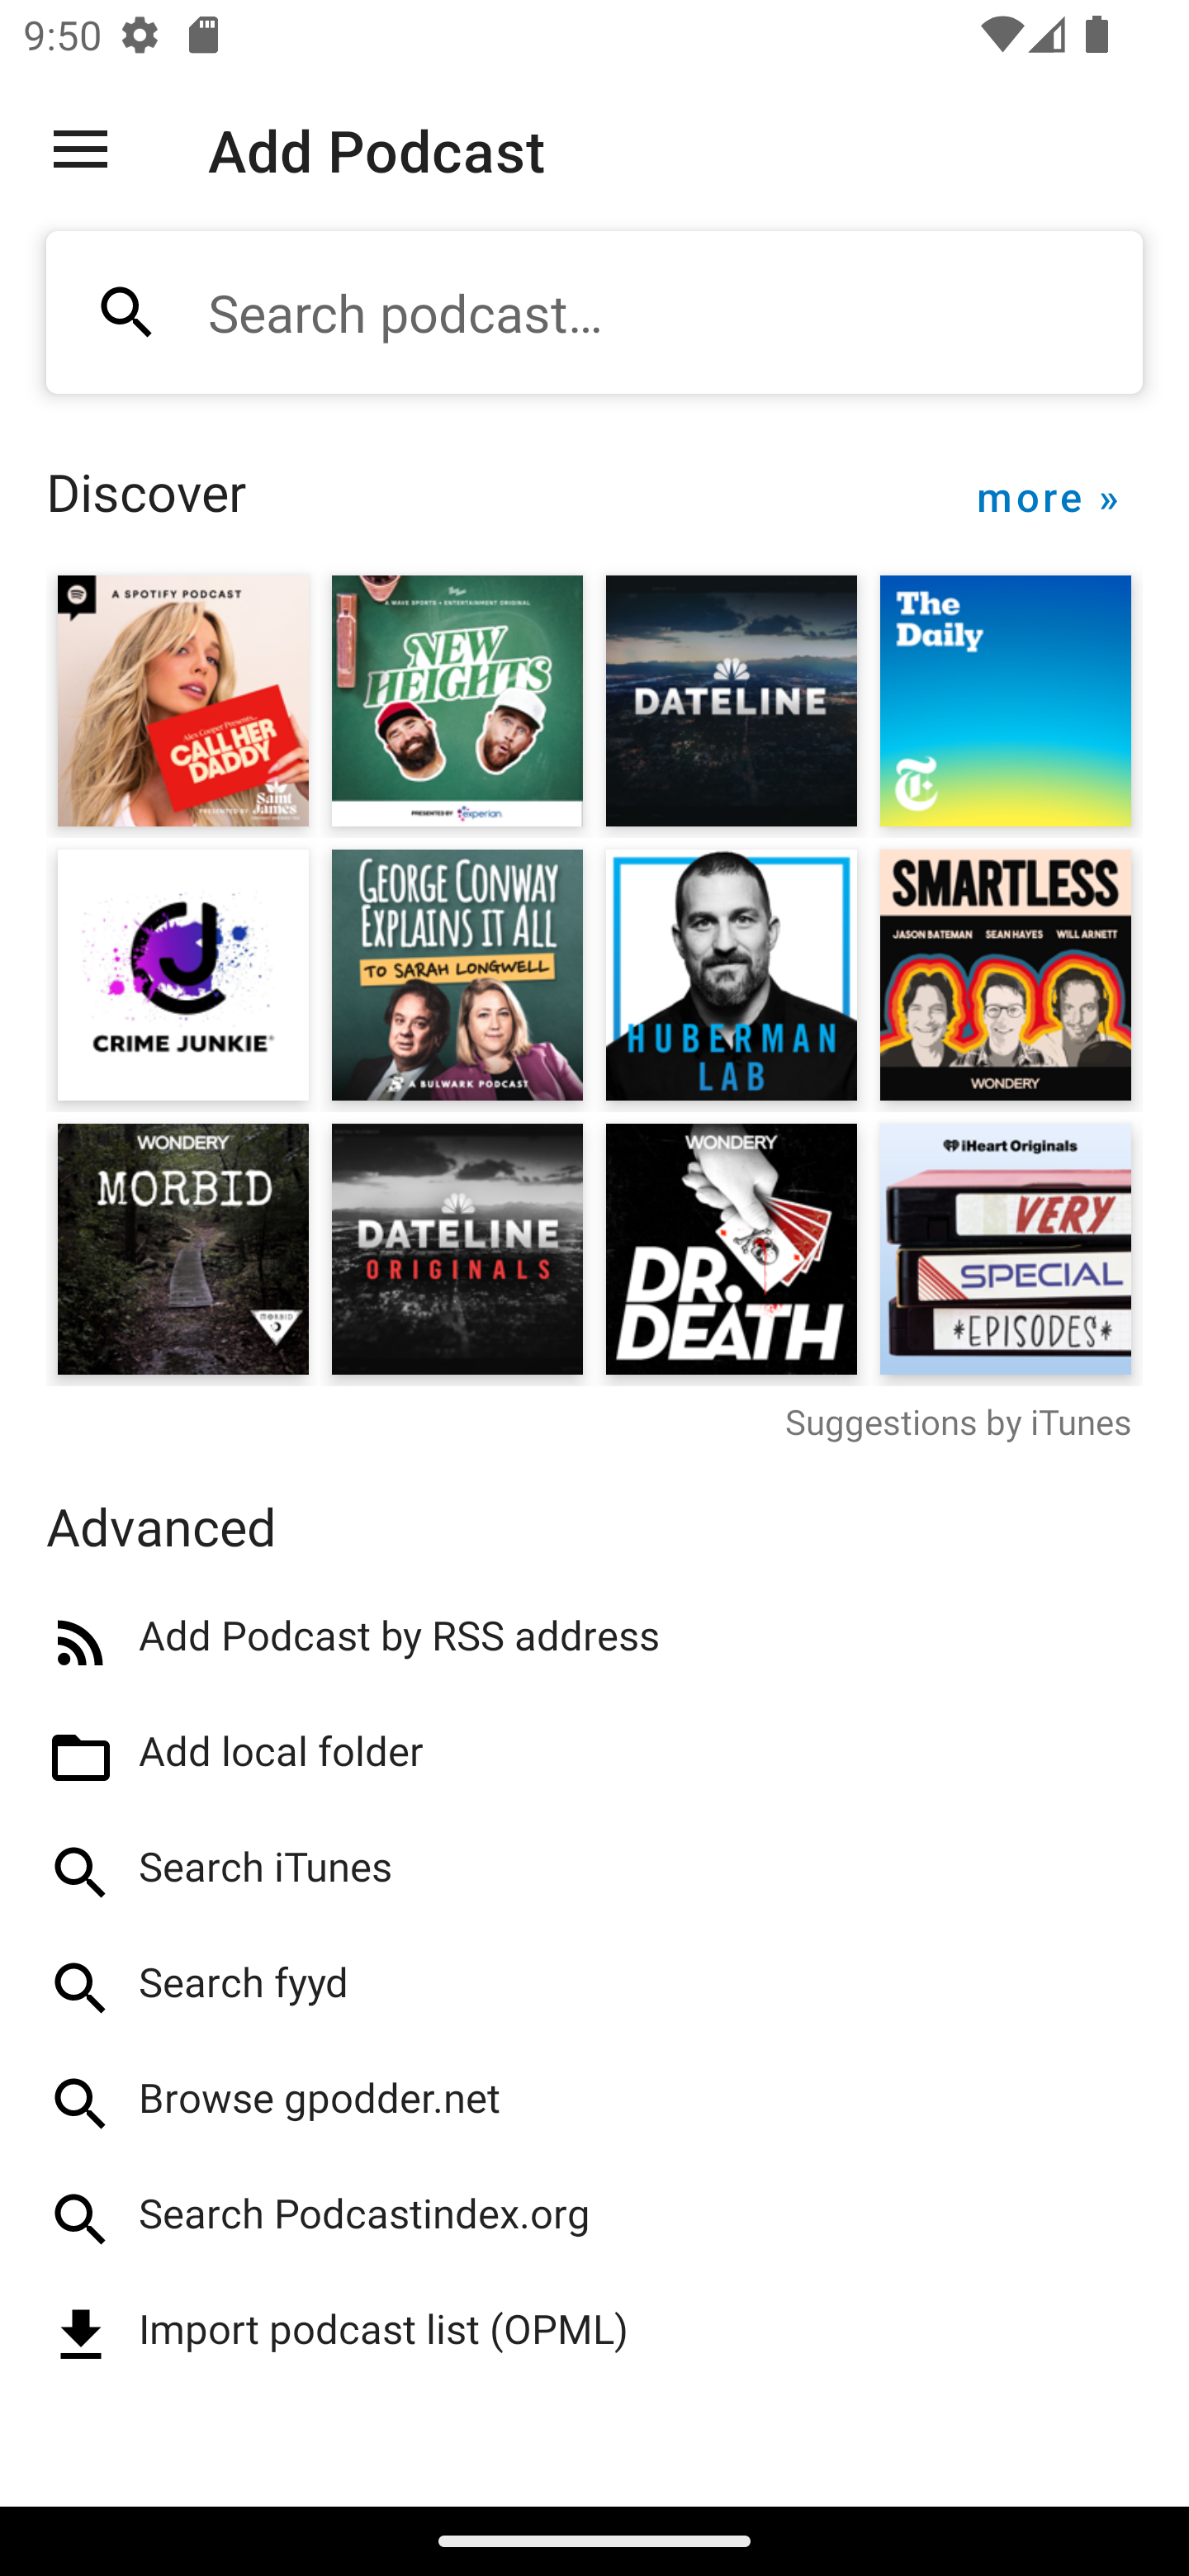 9:50
Add Podcast
Search podcast...
Discover
more »
A SPOTIFY PODCAST
Alex Cooper Presents...
CALL HER
DADDY
PRESENTED BY
Saint
James
A WAVE SPORTS + ENTERTAINMENT ORIGINAL
NEW
HEIGHTS
PRESENTED BY experian
DATELINE
The
Daily
CRIME JUNKIE
GEORGE CONWAY
EXPLAINS IT ALL
TO SARAH LONGWELL
A BULWARK PODCAST
HUBERMAN
LAB
SMARTLESS
JASON BATEMAN SEAN HAYES WILL ARNETT
WONDERY
WONDERY
MORBID
MORBID
DATELINE
ORIGINALS
WONDERY
DR.
DEATH
iHeart Originals
VERY
SPECIAL
*EPISODES*
Suggestions by iTunes
Advanced
Add Podcast by RSS address
Add local folder
Search iTunes
Search fyyd
Browse gpodder.net
Search Podcastindex.org
Import podcast list (OPML)